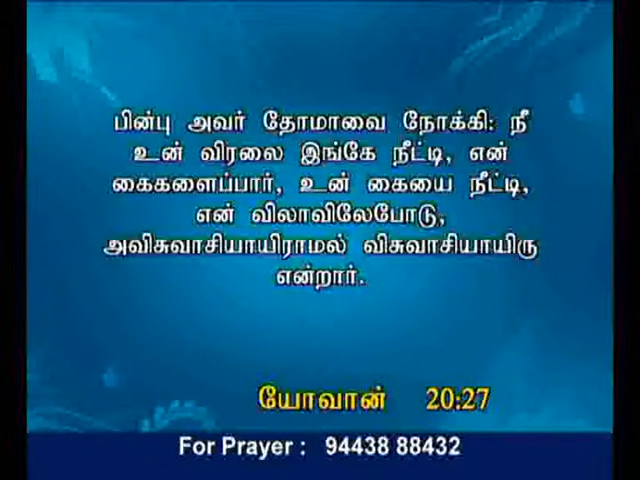 பின்பு அவர் தோமாவை நோக்கி: நீ
உன் விரலை இங்கே நீட்டி, என்
கைகளைப்பார், உன் கையை நீட்டி,
என் விலாவிலேபோடு,
அவிசுவாசியாயிராமல் விசுவாசியாயிரு
என்றார்.
யோவான் 20:27
For Prayer : 94438 88432